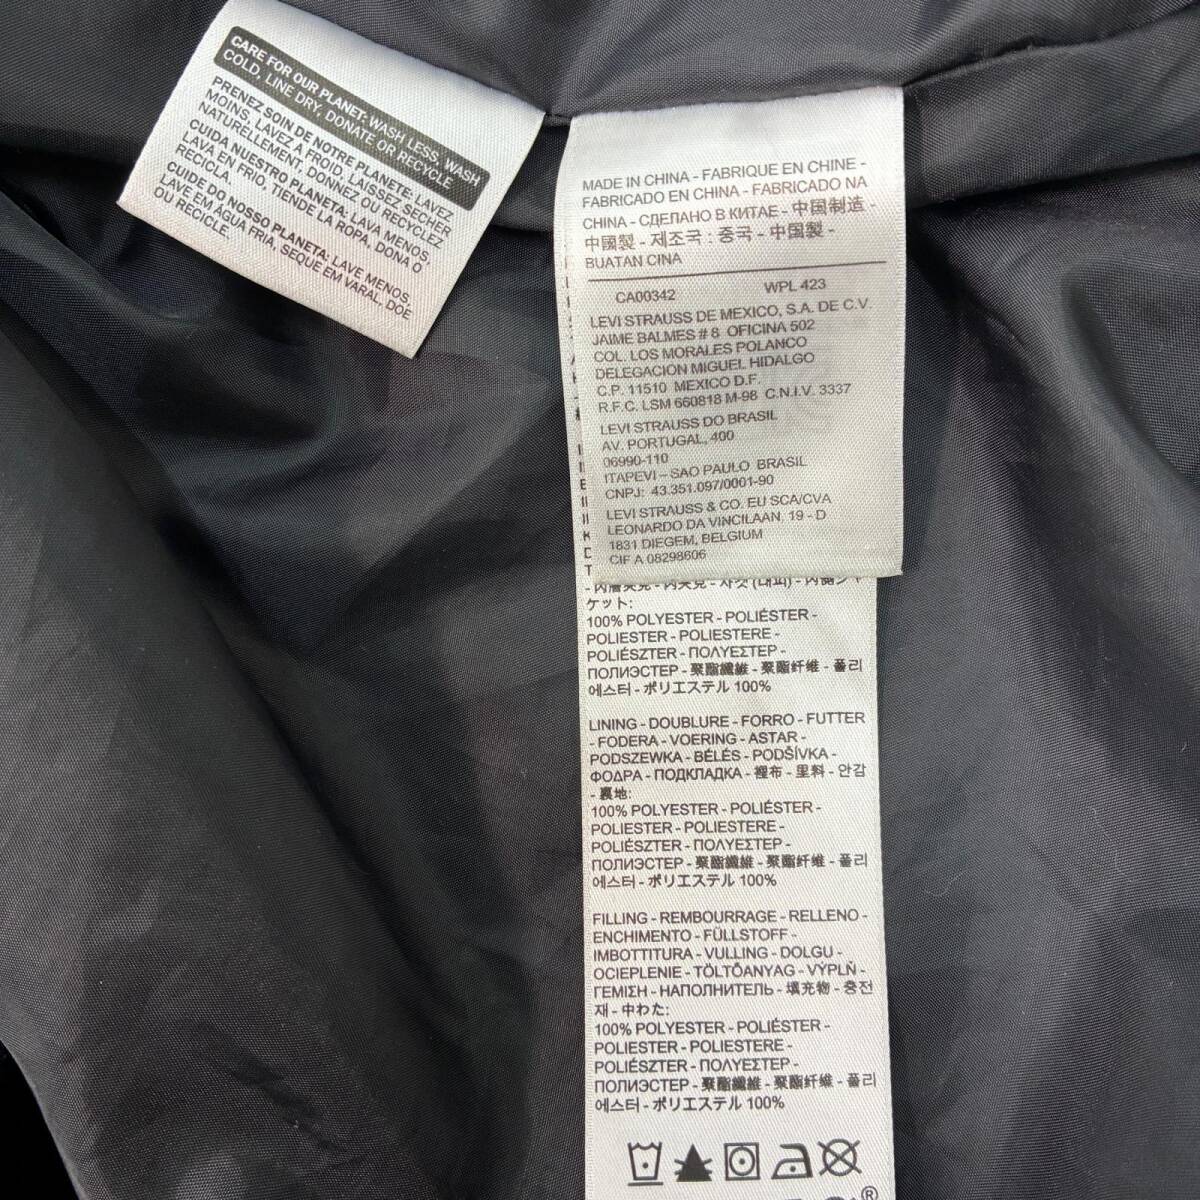 CARE FOR OUR PLANET: WASH LESS, WASH
COLD, LINE DRY, DONATE OR RECYCLE
PRENEZ SOIN DE NOTRE PLANETE: LAVEZ
MOINS, LAVEZ A FROID, LAISSEZ SECHER
NATURELLEMENT, DONNEZ OU RECYCLEZ
CUIDA NUESTRO PLANETA: LAVA MENOS,
LAVA EN FRIO, TIENDE LA ROPA, DONA O
RECICLA.
CUIDE DO NOSSO PLANETA: LAVE MENOS,
LAVE EM ÁGUA FRIA, SEQUE EM VARAL, DOE
OU RECICLE.
MADE IN CHINA - FABRIQUE EN CHINE -
FABRICADO EN CHINA - FABRICADO NA
CHINA - СДЕЛАНО В КИТАЕ - 中国制造 -
中國製 - 제조국 : 중국 - 中国製 -
BUATAN CINA
CA00342 WPL 423
LEVI STRAUSS DE MEXICO, S.A. DE C.V.
JAIME BALMES # 8 OFICINA 502
COL. LOS MORALES POLANCO
DELEGACION MIGUEL HIDALGO
C.P. 11510 MEXICO D.F.
R.F.C. LSM 660818 M-98 C.N.I.V. 3337
LEVI STRAUSS DO BRASIL
AV. PORTUGAL, 400
06990-110
ITAPEVI – SAO PAULO BRASIL
CNPJ: 43.351.097/0001-90
LEVI STRAUSS & CO. EU SCA/CVA
LEONARDO DA VINCILAAN, 19 - D
1831 DIEGEM, BELGIUM
CIF A 08298606
ケット:
100% POLYESTER - POLIÉSTER -
POLIESTER - POLIESTERE -
POLIÉSZTER - ΠΟΛΥΕΣΤΕΡ -
ПОЛИЭСТЕР - 聚酯纖維 - 聚酯纤维 - 폴리
에스터 - ポリエステル 100%
LINING - DOUBLURE - FORRO - FUTTER
- FODERA - VOERING - ASTAR -
PODSZEWKA - BÉLÉS - PODŠÍVKA -
ΦΟΔΡΑ - ПОДКЛАДКА - 裡布 - 里料 - 안감
- 裏地:
100% POLYESTER - POLIÉSTER -
POLIESTER - POLIESTERE -
POLIÉSZTER - ΠΟΛΥΕΣΤΕΡ -
ПОЛИЭСТЕР - 聚酯纖維 - 聚酯纤维 - 폴리
에스터 - ポリエステル 100%
FILLING - REMBOURRAGE - RELLENO -
ENCHIMENTO - FÜLLSTOFF -
IMBOTTITURA - VULLING - DOLGU -
OCIEPLENIE - TÖLTŐANYAG - VÝPLŇ -
ΓΕΜΙΣΗ - НАПОЛНИТЕЛЬ - 填充物 - 충전
재 - 中わた:
100% POLYESTER - POLIÉSTER -
POLIESTER - POLIESTERE -
POLIÉSZTER - ΠΟΛΥΕΣΤΕΡ -
ПОЛИЭСТЕР - 聚酯纖維 - 聚酯纤维 - 폴리
에스터 - ポリエステル 100%